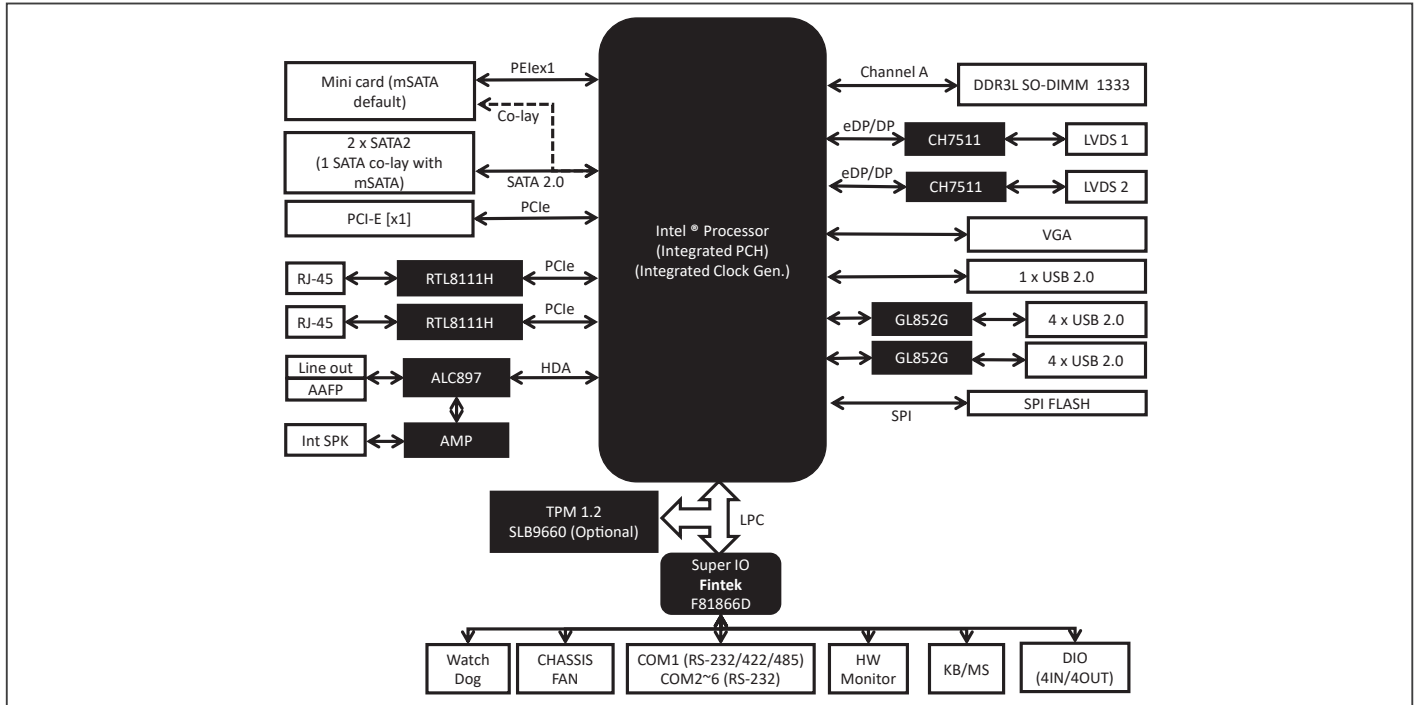 Mini card (mSATA
default)
PEIex1
Co-lay
2 x SATA2
(1 SATA co-lay with
mSATA)
SATA 2.0
PCI-E [x1]
PCIe
RJ-45
RTL8111H
PCIe
RJ-45
RTL8111H
PCIe
Line out
AAFP
ALC897
HDA
Int SPK
AMP
Intel ® Processor
(Integrated PCH)
(Integrated Clock Gen.)
Channel A
DDR3L SO-DIMM 1333
eDP/DP
CH7511
LVDS 1
eDP/DP
CH7511
LVDS 2
VGA
1 x USB 2.0
GL852G
4 x USB 2.0
GL852G
4 x USB 2.0
SPI
SPI FLASH
TPM 1.2
SLB9660 (Optional)
LPC
Super IO
Fintek
F81866D
Watch
Dog
CHASSIS
FAN
COM1 (RS-232/422/485)
COM2~6 (RS-232)
HW
Monitor
KB/MS
DIO
(4IN/4OUT)